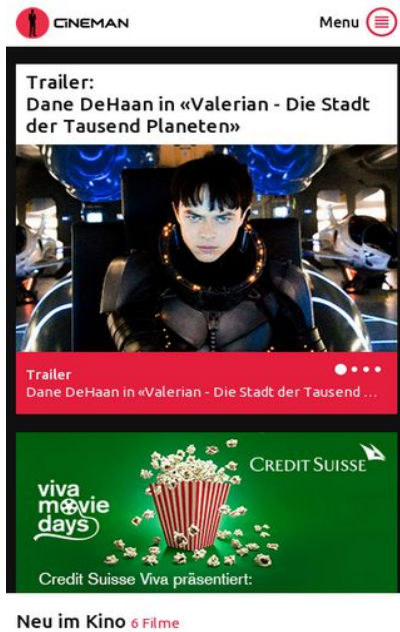 CINEMAN
Menu
Trailer:
Dane DeHaan in «Valerian - Die Stadt
der Tausend Planeten»
Trailer
Dane DeHaan in «Valerian - Die Stadt der Tausend ...
CREDIT SUISSE
viva
movie
days
Credit Suisse Viva präsentiert:
Neu im Kino 6 Filme